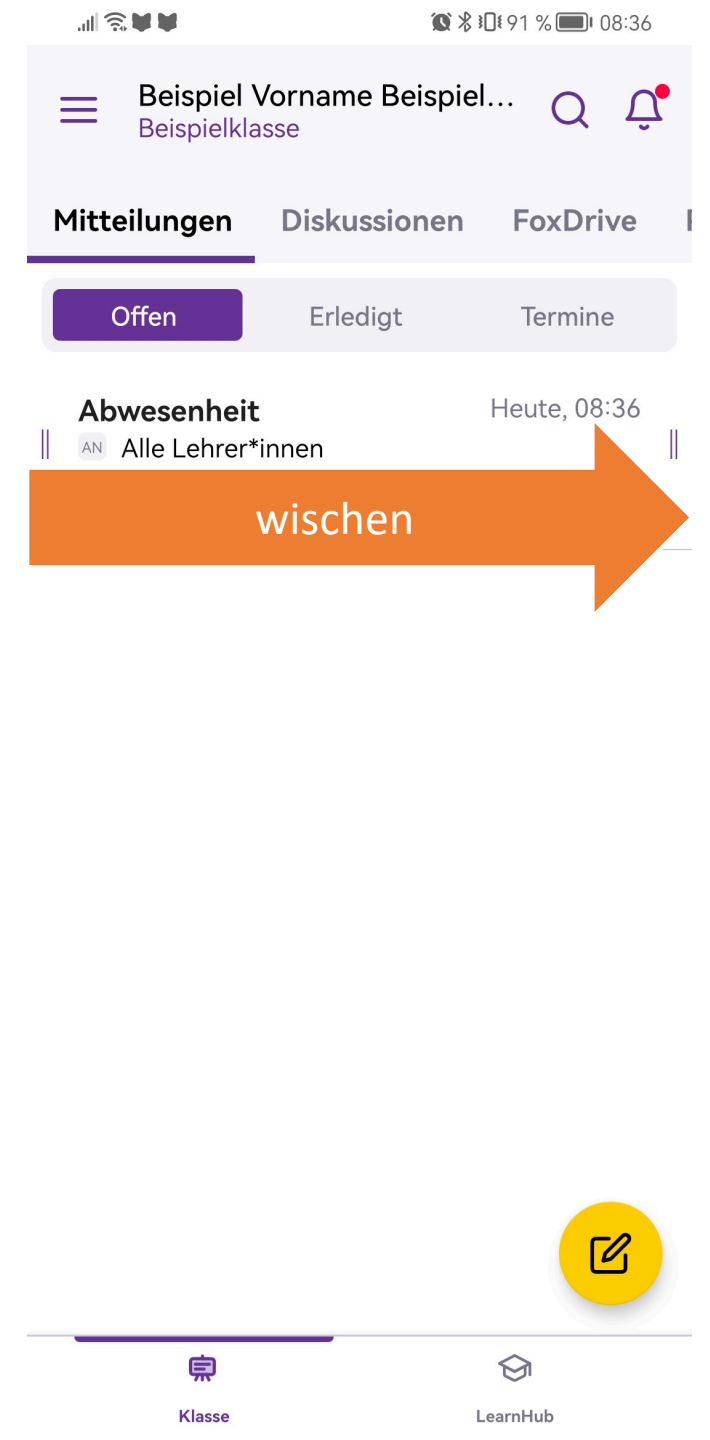 91 % 08:36
Beispiel Vorname Beispiel...
Beispielklasse
Mitteilungen Diskussionen FoxDrive
Offen Erledigt Termine
Abwesenheit Heute, 08:36
AN Alle Lehrer*innen
wischen
Klasse LearnHub